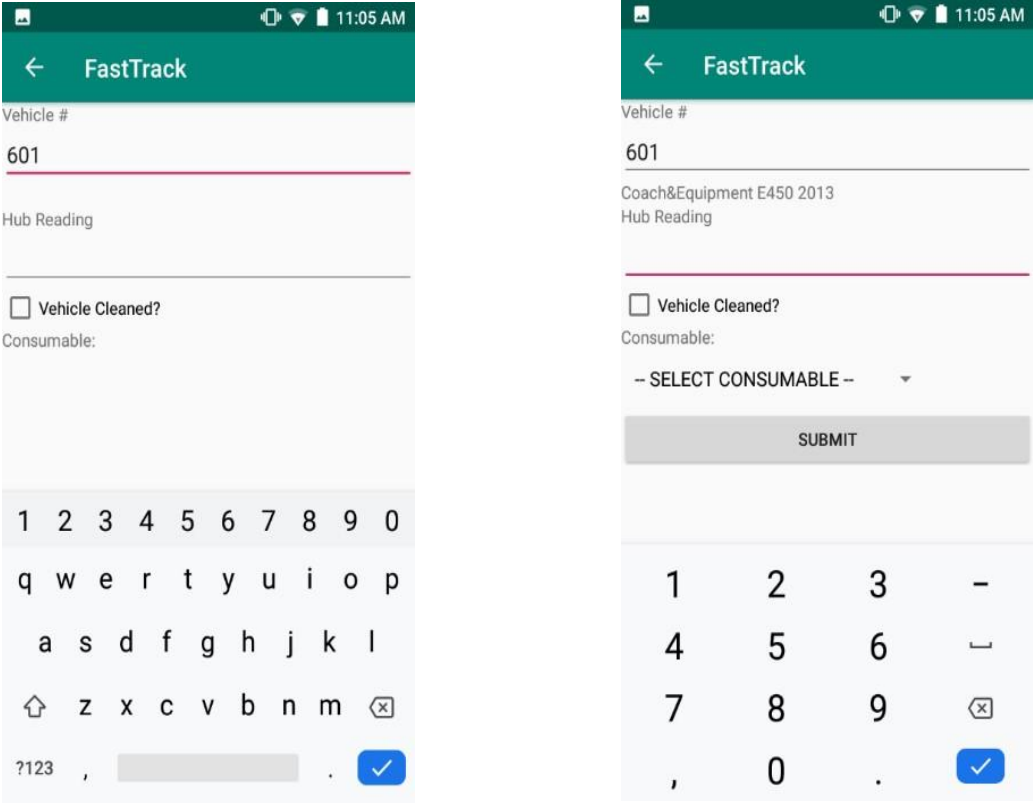 11:05 AM
FastTrack
Vehicle #
601
Hub Reading
Vehicle Cleaned?
Consumable:
1 2 3 4 5 6 7 8 9 0
q w e r t y u i o p
a s d f g h j k l
z x c v b n m
?123 , .
11:05 AM
FastTrack
Vehicle #
601
Coach&Equipment E450 2013
Hub Reading
Vehicle Cleaned?
Consumable:
-- SELECT CONSUMABLE --
SUBMIT
1 2 3 -
4 5 6
7 8 9
, 0 .